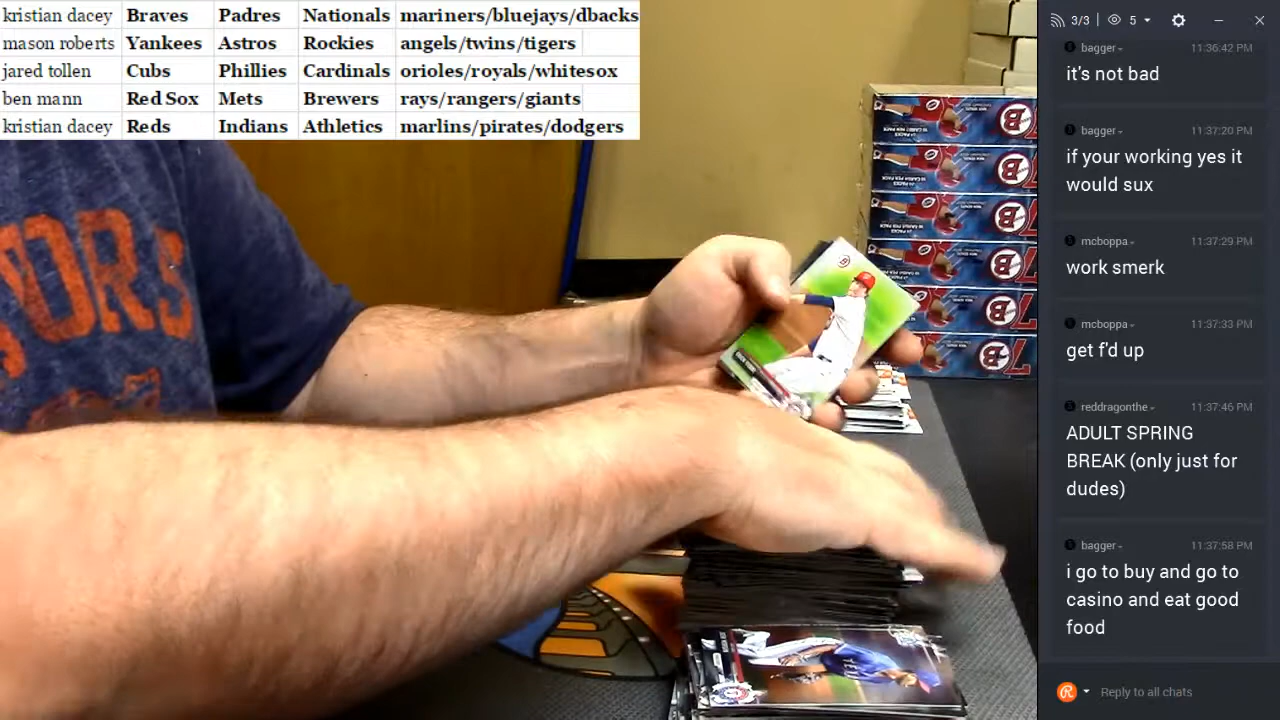 kristian dacey Braves Padres Nationals mariners/bluejays/dbacks
mason roberts Yankees Astros Rockies angels/twins/tigers
jared tollen Cubs Phillies Cardinals orioles/royals/whitesox
ben mann Red Sox Mets Brewers rays/rangers/giants
kristian dacey Reds Indians Athletics marlins/pirates/dodgers
3/3 5
bagger 11:36:42 PM
it's not bad
bagger 11:37:20 PM
if your working yes it
would sux
mcboppa 11:37:29 PM
work smerk
mcboppa 11:37:33 PM
get f'd up
reddragonthe 11:37:46 PM
ADULT SPRING
BREAK (only just for
dudes)
bagger 11:37:58 PM
i go to buy and go to
casino and eat good
food
Reply to all chats
ORS
B
B
B
B
B
B